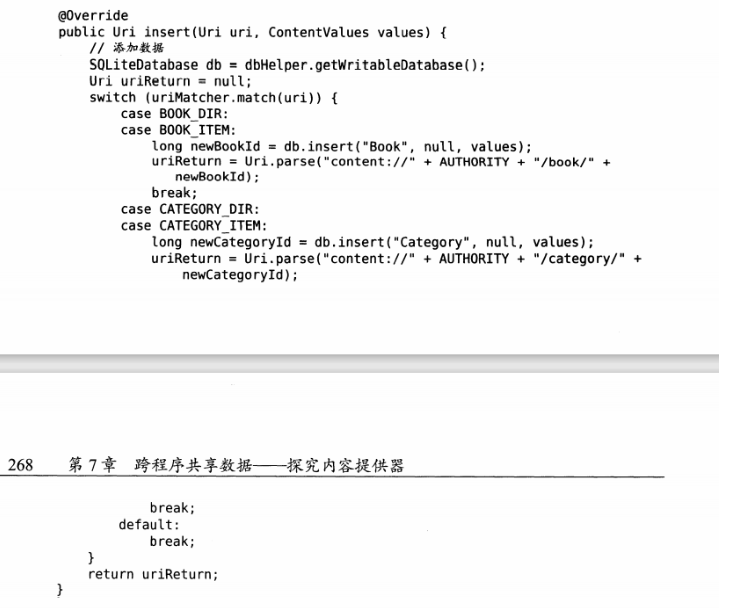 @Override
public Uri insert(Uri uri, ContentValues values) {
// 添加数据
SQLiteDatabase db = dbHelper.getWritableDatabase();
Uri uriReturn = null;
switch (uriMatcher.match(uri)) {
case BOOK_DIR:
case BOOK_ITEM:
long newBookId = db.insert("Book", null, values);
uriReturn = Uri.parse("content://" + AUTHORITY + "/book/" +
newBookId);
break;
case CATEGORY_DIR:
case CATEGORY_ITEM:
long newCategoryId = db.insert("Category", null, values);
uriReturn = Uri.parse("content://" + AUTHORITY + "/category/" +
newCategoryId);
268 第 7 章 跨程序共享数据——探究内容提供器
break;
default:
break;
}
return uriReturn;
}